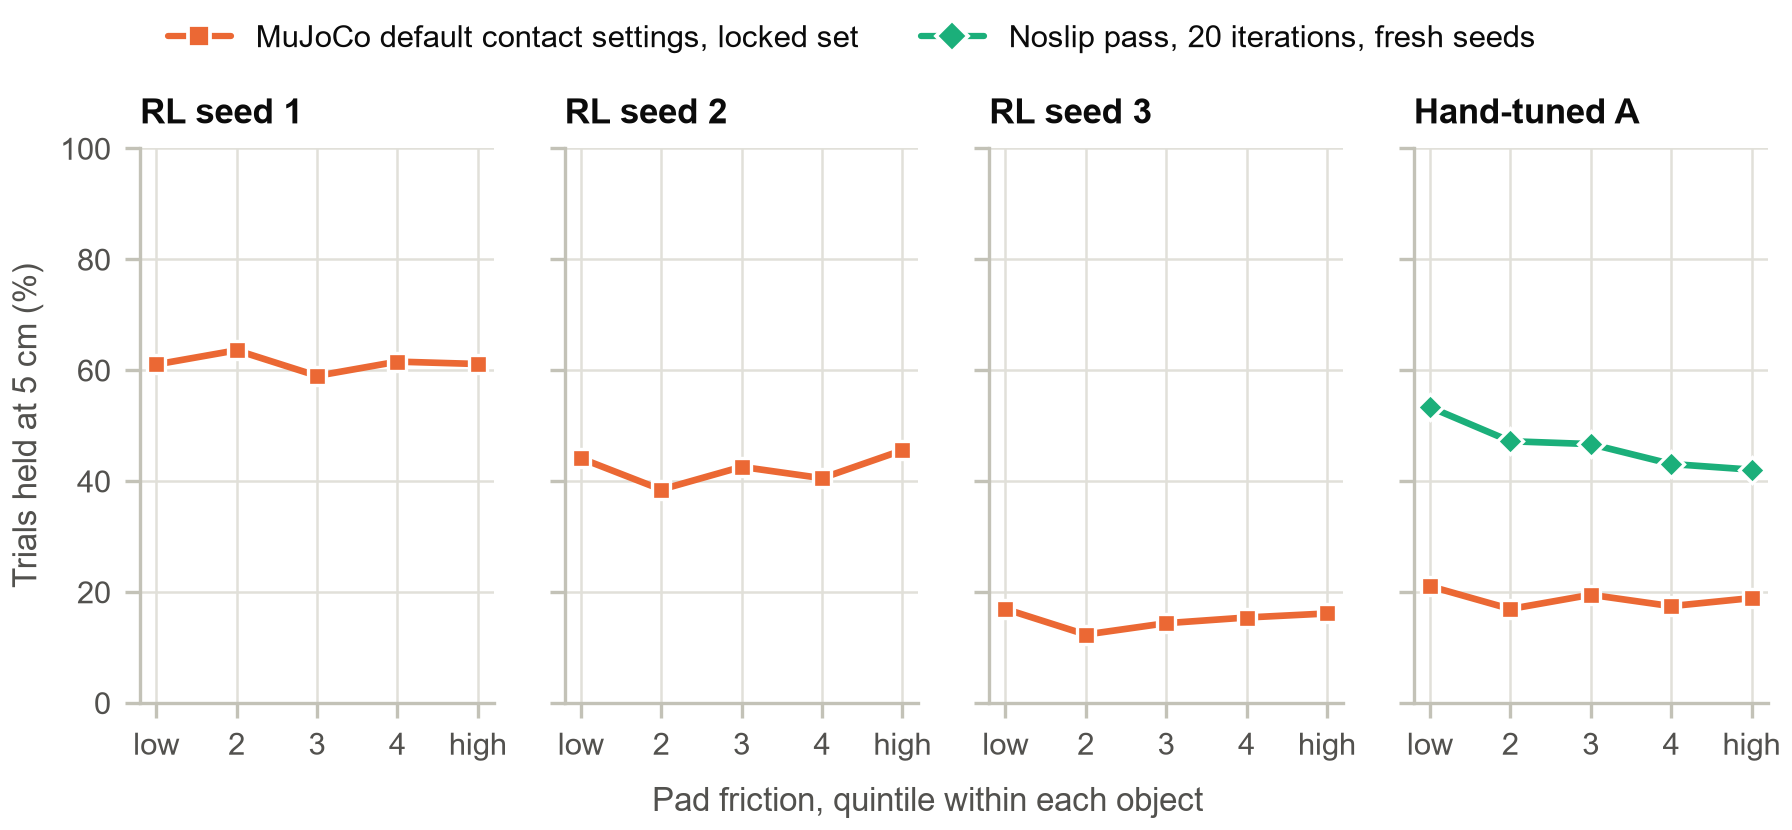 MuJoCo default contact settings, locked set
Noslip pass, 20 iterations, fresh seeds
RL seed 1
RL seed 2
RL seed 3
Hand-tuned A
Trials held at 5 cm (%)
100
80
60
40
20
0
low 2 3 4 high
low 2 3 4 high
low 2 3 4 high
low 2 3 4 high
Pad friction, quintile within each object